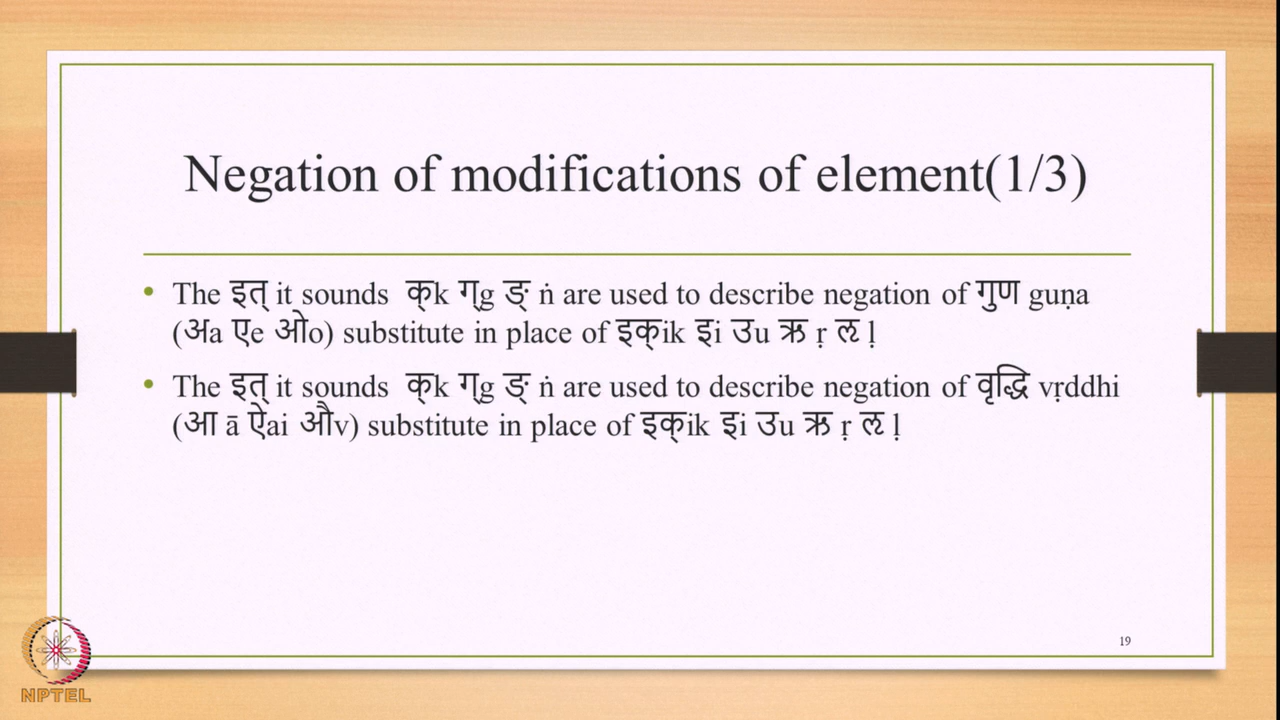 Negation of modifications of element(1/3)
• The इत् it sounds क्k ग्g ङ् ṅ are used to describe negation of गुण guṇa
(अa एe ओo) substitute in place of इक्ik इi उu ऋ ṛ ऌ ḷ
• The इत् it sounds क्k ग्g ङ् ṅ are used to describe negation of वृद्धि vṛddhi
(आ ā ऐai औv) substitute in place of इक्ik इi उu ऋ ṛ ऌ ḷ
19
NPTEL